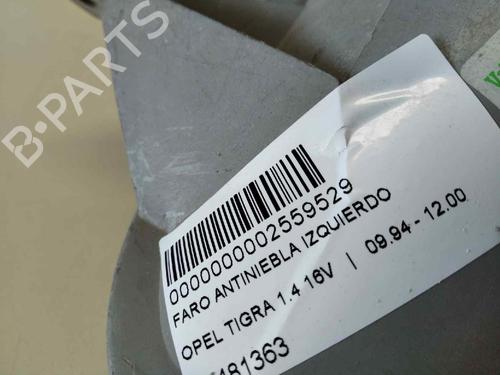 B-PARTS
0000000002559529
FARO ANTINIEBLA IZQUIERDO
OPEL TIGRA 1.4 16V | 09.94 - 12.00